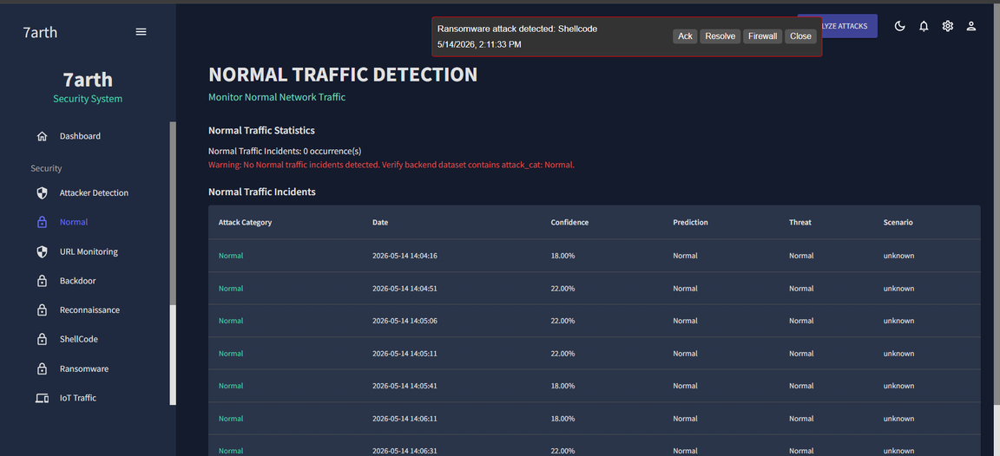 7arth
Ransomware attack detected: Shellcode
5/14/2026, 2:11:33 PM
Ack Resolve Firewall Close
LYZE ATTACKS
7arth
Security System
Dashboard
Security
Attacker Detection
Normal
URL Monitoring
Backdoor
Reconnaissance
ShellCode
Ransomware
IoT Traffic
NORMAL TRAFFIC DETECTION
Monitor Normal Network Traffic
Normal Traffic Statistics
Normal Traffic Incidents: 0 occurrence(s)
Warning: No Normal traffic incidents detected. Verify backend dataset contains attack_cat: Normal.
Normal Traffic Incidents
Attack Category Date Confidence Prediction Threat Scenario
Normal 2026-05-14 14:04:16 18.00% Normal Normal unknown
Normal 2026-05-14 14:04:51 22.00% Normal Normal unknown
Normal 2026-05-14 14:05:06 22.00% Normal Normal unknown
Normal 2026-05-14 14:05:11 22.00% Normal Normal unknown
Normal 2026-05-14 14:05:41 18.00% Normal Normal unknown
Normal 2026-05-14 14:06:11 18.00% Normal Normal unknown
Normal 2026-05-14 14:06:31 22.00% Normal Normal unknown